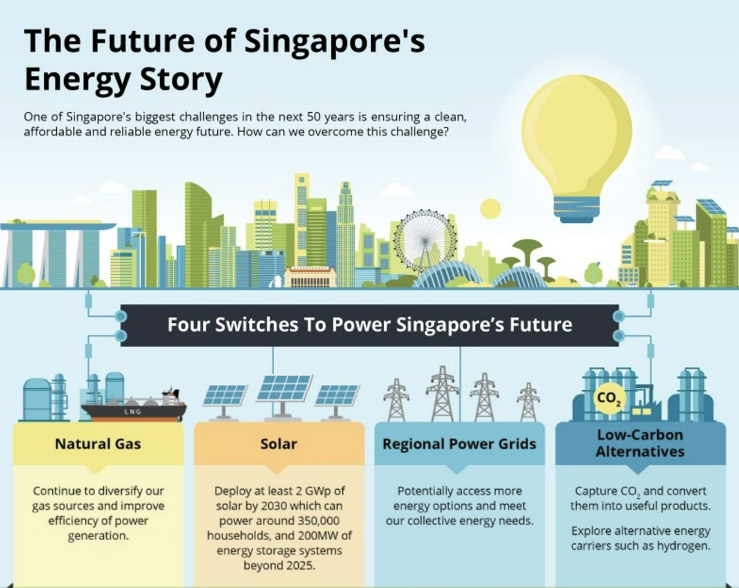 The Future of Singapore's
Energy Story
One of Singapore's biggest challenges in the next 50 years is ensuring a clean,
affordable and reliable energy future. How can we overcome this challenge?
Four Switches To Power Singapore’s Future
LNG
CO₂
Natural Gas
Continue to diversify our
gas sources and improve
efficiency of power
generation.
Solar
Deploy at least 2 GWp of
solar by 2030 which can
power around 350,000
households, and 200MW of
energy storage systems
beyond 2025.
Regional Power Grids
Potentially access more
energy options and meet
our collective energy needs.
Low-Carbon
Alternatives
Capture CO₂ and convert
them into useful products.
Explore alternative energy
carriers such as hydrogen.